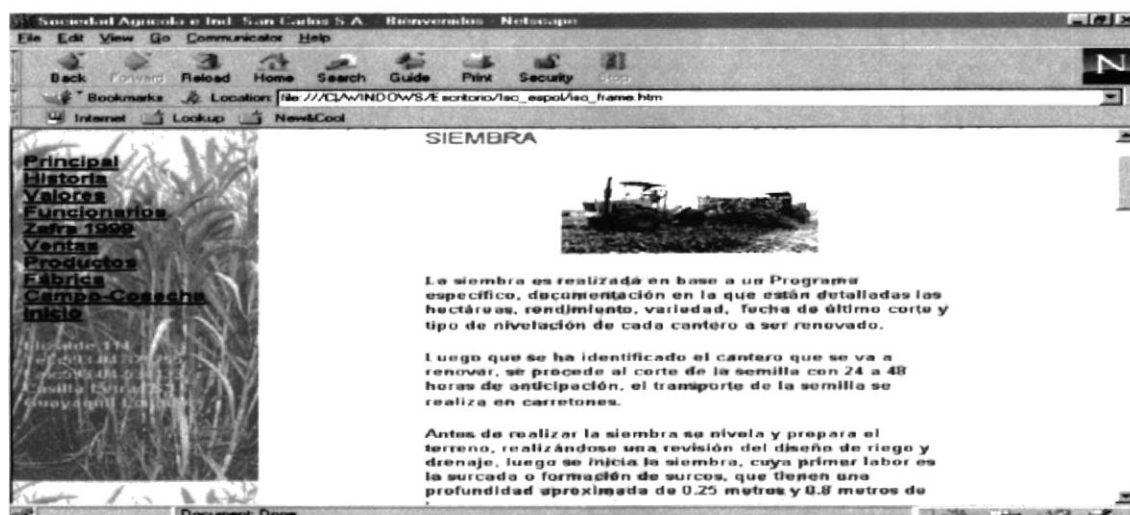 Sociedad Agrícola e Ind. San Carlos S.A. - Bienvenidos - Netscape
File Edit View Go Communicator Help
Back Forward Reload Home Search Guide Print Security Stop
Bookmarks Location: file:///C|/WINDOWS/Escritorio/Isc_espol/isc_frame.htm
Internet Lookup New&Cool
Principal
Historia
Valores
Funcionarios
Zafra 1999
Ventas
Productos
Fábrica
Campo-Cosecha
Inicio
Elizalde 114
Casilla
Guayaquil
SIEMBRA
La siembra es realizada en base a un Programa
específico, documentación en la que están detalladas las
hectáreas, rendimiento, variedad, fecha de último corte y
tipo de nivelación de cada cantero a ser renovado.
Luego que se ha identificado el cantero que se va a
renovar, se procede al corte de la semilla con 24 a 48
horas de anticipación, el transporte de la semilla se
realiza en carretones.
Antes de realizar la siembra se nivela y prepara el
terreno, realizándose una revisión del diseño de riego y
drenaje, luego se inicia la siembra, cuya primer labor es
la surcada o formación de surcos, que tienen una
profundidad aproximada de 0.25 metros y 0.8 metros de
Document: Done